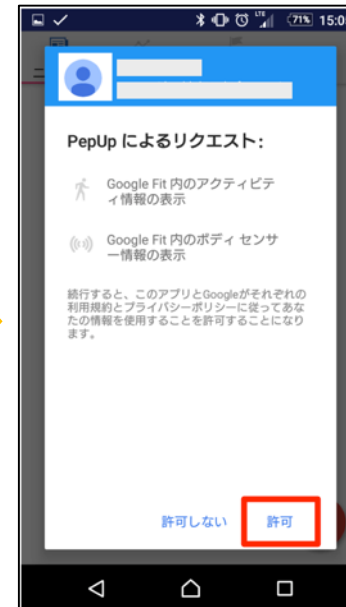 LTE 71% 15:0
PepUp によるリクエスト:
Google Fit 内のアクティビテ
ィ情報の表示
Google Fit 内のボディ センサ
ー情報の表示
続行すると、このアプリとGoogleがそれぞれの
利用規約とプライバシーポリシーに従ってあな
たの情報を使用することを許可することになり
ます。
許可しない 許可